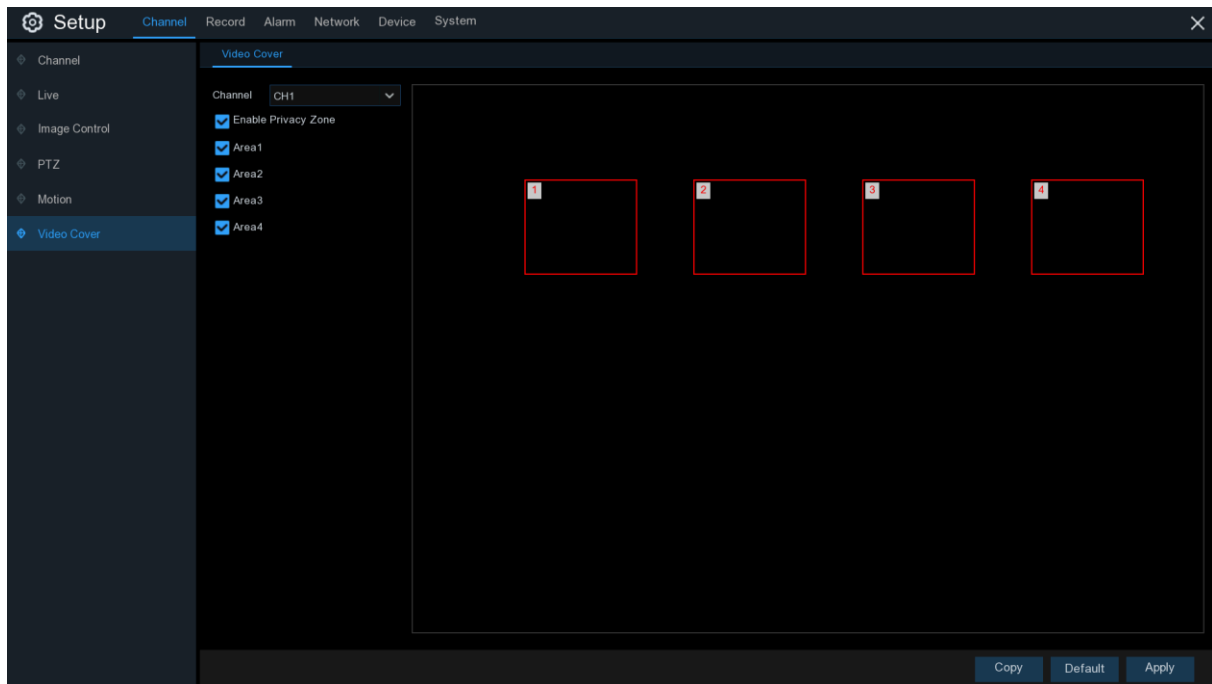 Setup Channel Record Alarm Network Device System
Channel
Live
Image Control
PTZ
Motion
Video Cover
Video Cover
Channel CH1
Enable Privacy Zone
Area1
Area2
Area3
Area4
1 2 3 4
Copy Default Apply